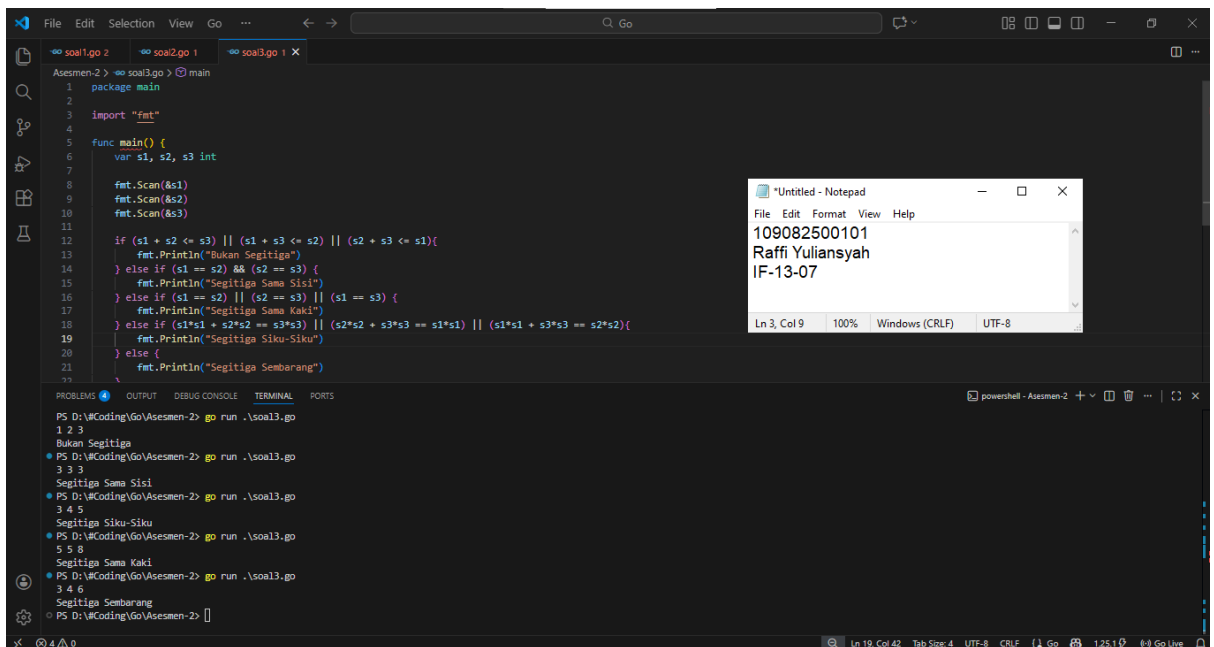 File Edit Selection View Go ··· ← → Go
soal1.go 2 soal2.go 1 soal3.go 1 ×
Asesmen-2 > soal3.go > main
1 package main
2
3 import "fmt"
4
5 func main() {
6 var s1, s2, s3 int
7
8 fmt.Scan(&s1)
9 fmt.Scan(&s2)
10 fmt.Scan(&s3)
11
12 if (s1 + s2 <= s3) || (s1 + s3 <= s2) || (s2 + s3 <= s1){
13 fmt.Println("Bukan Segitiga")
14 } else if (s1 == s2) && (s2 == s3) {
15 fmt.Println("Segitiga Sama Sisi")
16 } else if (s1 == s2) || (s2 == s3) || (s1 == s3) {
17 fmt.Println("Segitiga Sama Kaki")
18 } else if (s1*s1 + s2*s2 == s3*s3) || (s2*s2 + s3*s3 == s1*s1) || (s1*s1 + s3*s3 == s2*s2){
19 fmt.Println("Segitiga Siku-Siku")
20 } else {
21 fmt.Println("Segitiga Sembarang")
22 }
*Untitled - Notepad
File Edit Format View Help
109082500101
Raffi Yuliansyah
IF-13-07
Ln 3, Col 9 100% Windows (CRLF) UTF-8
PROBLEMS 4 OUTPUT DEBUG CONSOLE TERMINAL PORTS powershell - Asesmen-2
PS D:\#Coding\Go\Asesmen-2> go run .\soal3.go
1 2 3
Bukan Segitiga
PS D:\#Coding\Go\Asesmen-2> go run .\soal3.go
3 3 3
Segitiga Sama Sisi
PS D:\#Coding\Go\Asesmen-2> go run .\soal3.go
3 4 5
Segitiga Siku-Siku
PS D:\#Coding\Go\Asesmen-2> go run .\soal3.go
5 5 8
Segitiga Sama Kaki
PS D:\#Coding\Go\Asesmen-2> go run .\soal3.go
3 4 6
Segitiga Sembarang
PS D:\#Coding\Go\Asesmen-2>
4 0 Ln 19, Col 42 Tab Size: 4 UTF-8 CRLF {} Go 1.25.1 Go Live